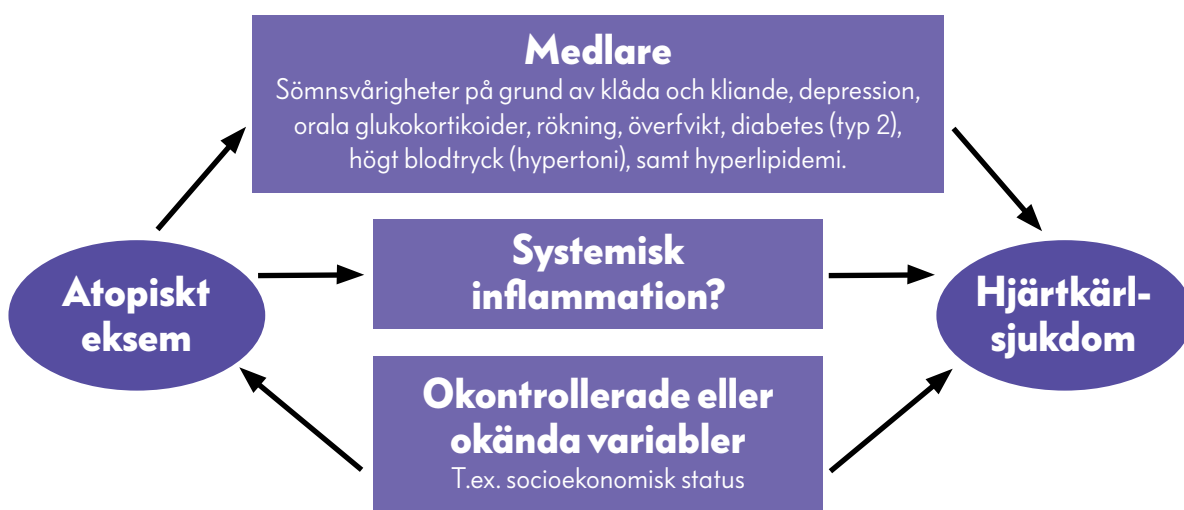 Medlare
Sömnsvårigheter på grund av klåda och kliande, depression,
orala glukokortikoider, rökning, överfvikt, diabetes (typ 2),
högt blodtryck (hypertoni), samt hyperlipidemi.
Atopiskt
eksem
Systemisk
inflammation?
Hjärtkärl-
sjukdom
Okontrollerade eller
okända variabler
T.ex. socioekonomisk status